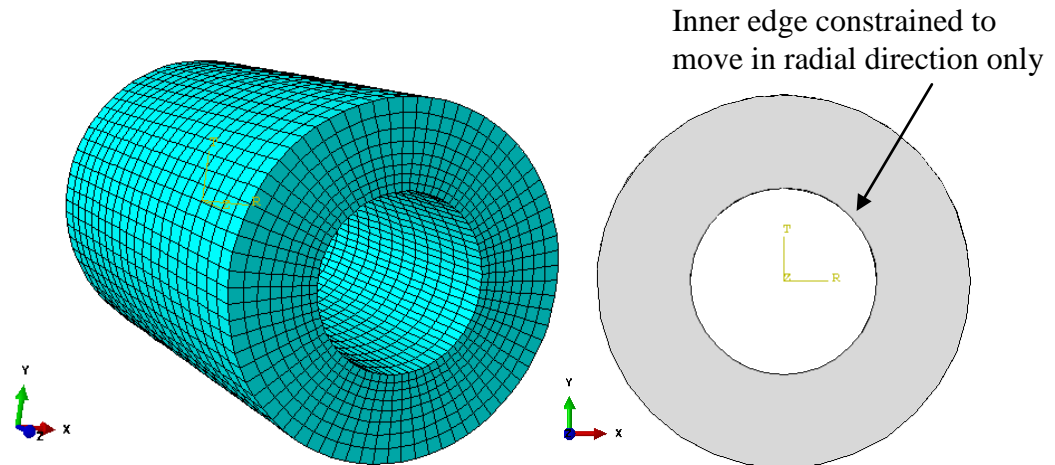 Inner edge constrained to
move in radial direction only
T
Z
R
Y
X
Z
T
Z
R
Y
X
Z